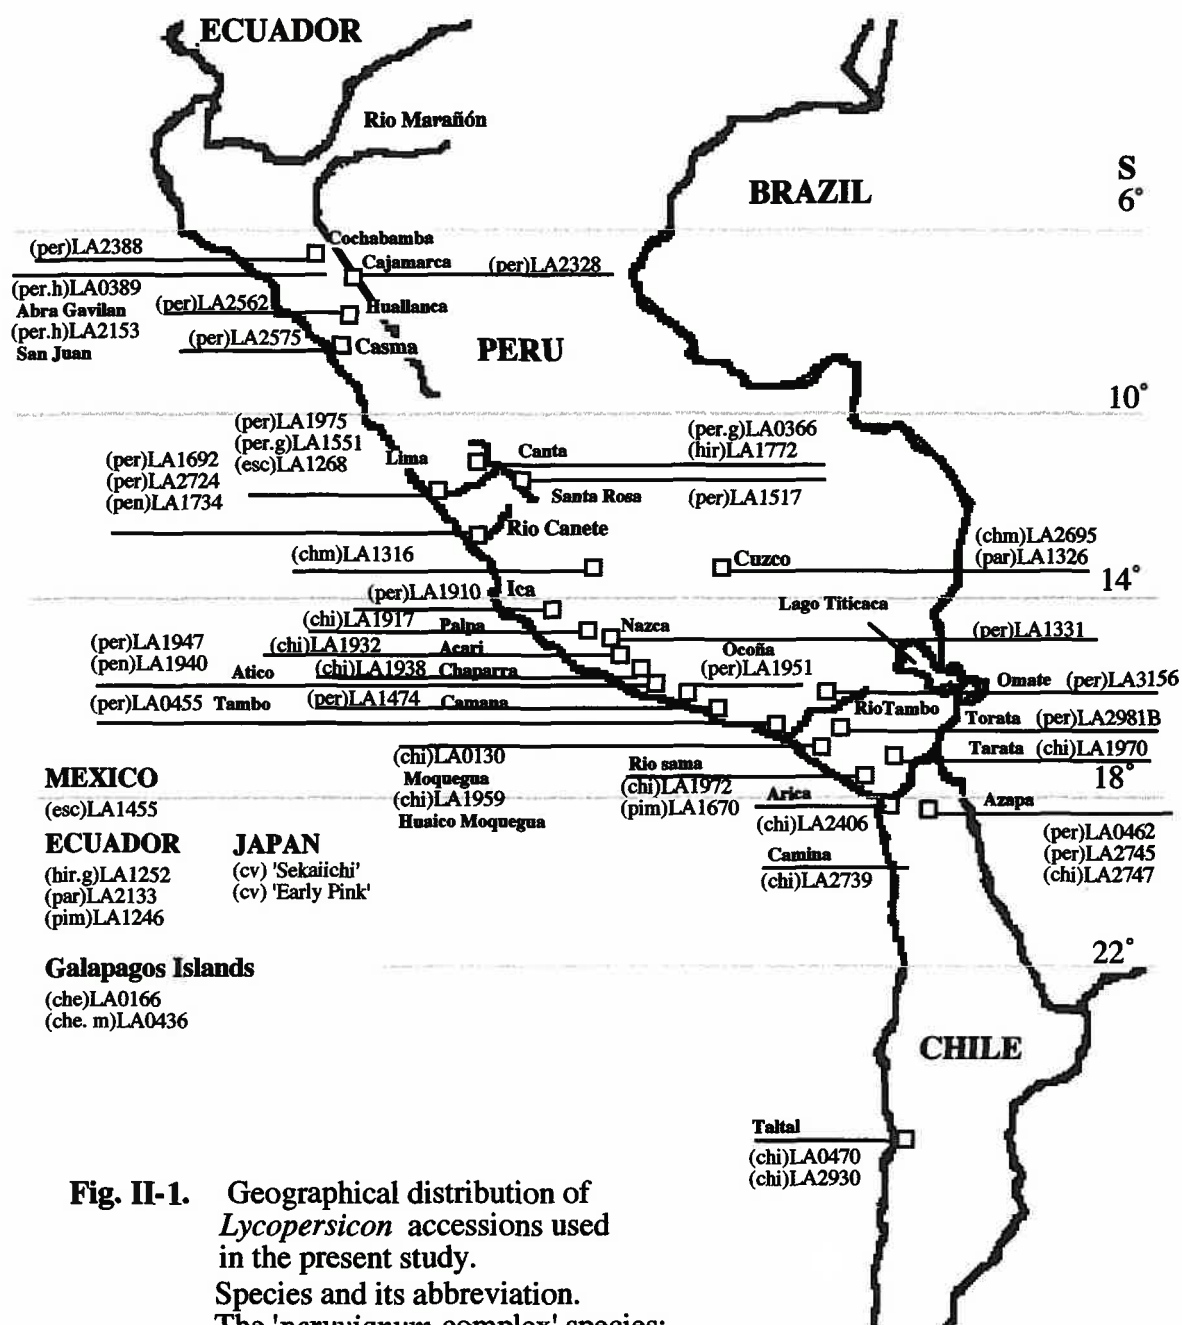 ECUADOR
Rio Marañón
S
6°
BRAZIL
(per)LA2388
Cochabamba
Cajamarca (per)LA2328
(per.h)LA0389
Abra Gavilan
(per.h)LA2153
San Juan
(per)LA2562
Huallanca
(per)LA2575
Casma
PERU
10°
(per)LA1975
(per.g)LA1551
(esc)LA1268
Lima
(per)LA1692
(per)LA2724
(pen)LA1734
Canta
(per.g)LA0366
(hir)LA1772
Santa Rosa
(per)LA1517
Rio Canete
(chm)LA1316
Cuzco
(chm)LA2695
(par)LA1326
14°
(per)LA1910
Ica
Lago Titicaca
(chi)LA1917 Palpa
Nazca
(per)LA1331
(per)LA1947
(pen)LA1940
Atico
(chi)LA1932 Acari
(chi)LA1938 Chaparra
Ocoña
(per)LA1951
(per)LA0455 Tambo
(per)LA1474 Camana
Omate (per)LA3156
RioTambo
Torata (per)LA2981B
Tarata (chi)LA1970
18°
(chi)LA0130
Moquegua
(chi)LA1959
Huaico Moquegua
Rio sama
(chi)LA1972
(pim)LA1670
Arica
(chi)LA2406
Azapa
(per)LA0462
(per)LA2745
(chi)LA2747
Camina
(chi)LA2739
MEXICO
(esc)LA1455
ECUADOR
(hir.g)LA1252
(par)LA2133
(pim)LA1246
JAPAN
(cv) 'Sekaiichi'
(cv) 'Early Pink'
22°
Galapagos Islands
(che)LA0166
(che. m)LA0436
CHILE
Taltal
(chi)LA0470
(chi)LA2930
Fig. II-1. Geographical distribution of
Lycopersicon accessions used
in the present study.
Species and its abbreviation.
The 'peruvianum-complex' species: